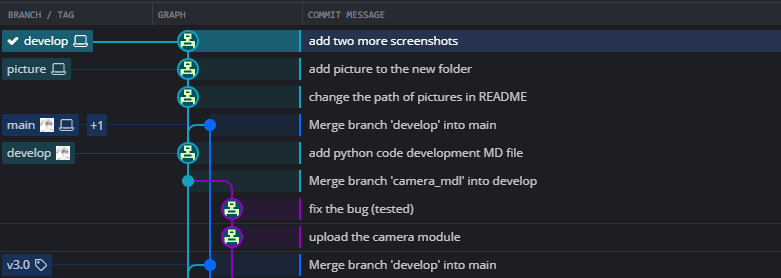 BRANCH / TAG GRAPH COMMIT MESSAGE
develop add two more screenshots
picture add picture to the new folder
change the path of pictures in README
main +1 Merge branch 'develop' into main
develop add python code development MD file
Merge branch 'camera_mdl' into develop
fix the bug (tested)
upload the camera module
v3.0 Merge branch 'develop' into main